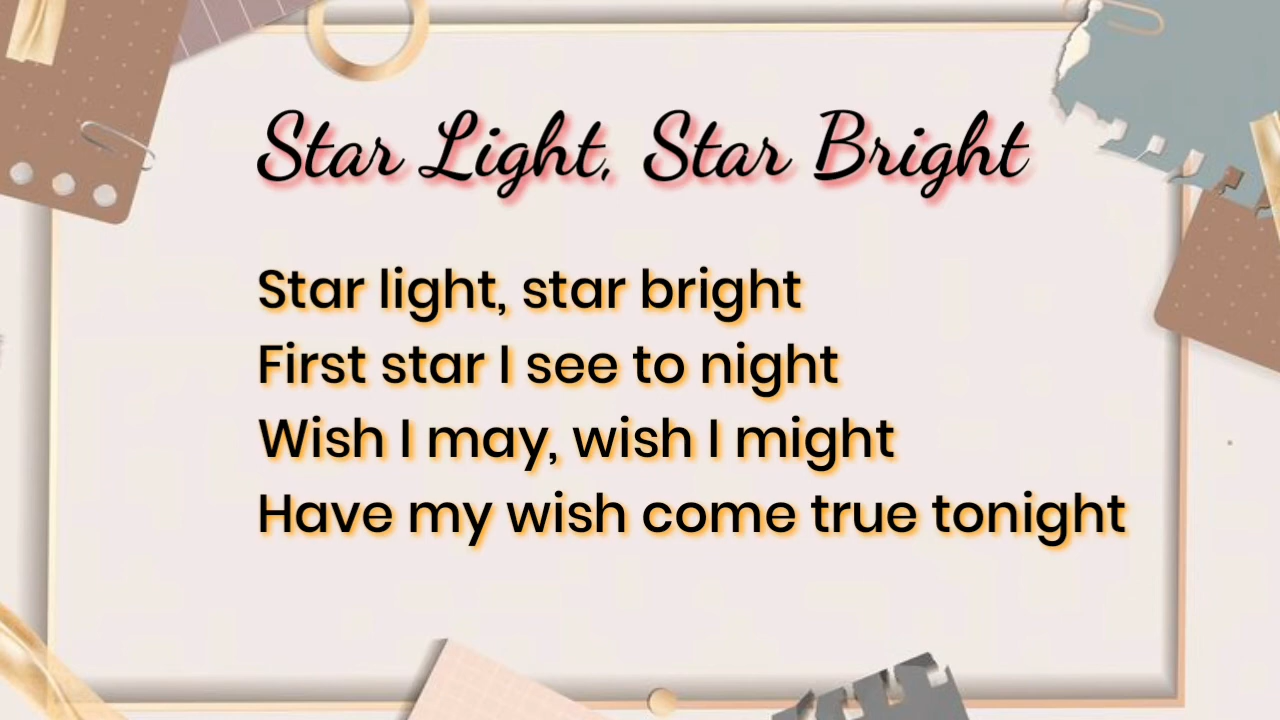 Star Light, Star Bright
Star light, star bright
First star I see to night
Wish I may, wish I might
Have my wish come true tonight